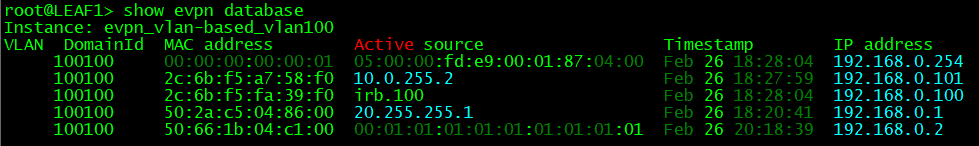 root@LEAF1> show evpn database
Instance: evpn_vlan-based_vlan100
VLAN  DomainId  MAC address        Active source                  Timestamp        IP address
      100100    00:00:00:00:00:01  05:00:00:fd:e9:00:01:87:04:00  Feb 26 18:28:04  192.168.0.254
      100100    2c:6b:f5:a7:58:f0  10.0.255.2                     Feb 26 18:27:59  192.168.0.101
      100100    2c:6b:f5:fa:39:f0  irb.100                        Feb 26 18:28:04  192.168.0.100
      100100    50:2a:c5:04:86:00  20.255.255.1                   Feb 26 18:20:41  192.168.0.1
      100100    50:66:1b:04:c1:00  00:01:01:01:01:01:01:01:01:01  Feb 26 20:18:39  192.168.0.2